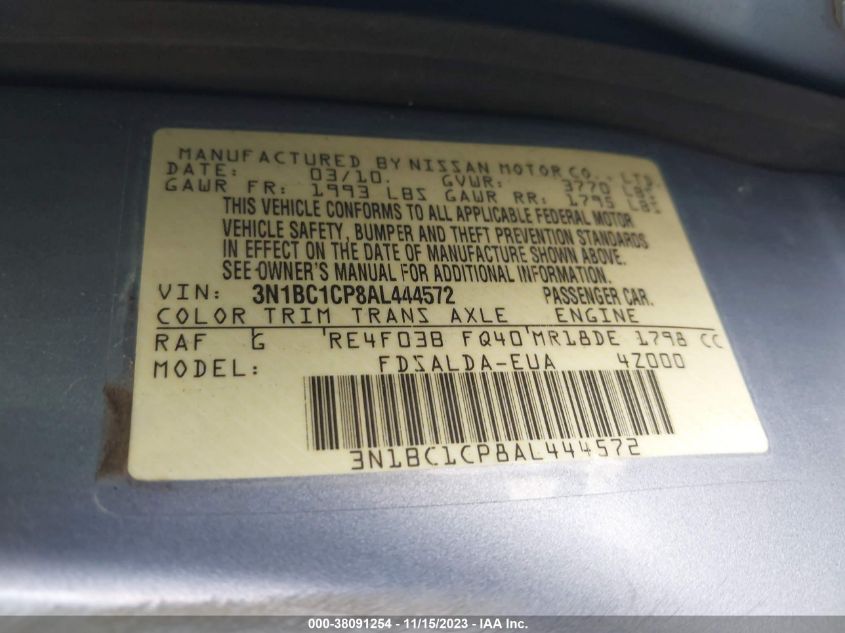 MANUFACTURED BY NISSAN MOTOR CO., LTD.
DATE: 03/10. GVWR: 3770 LBS
GAWR FR: 1993 LBS GAWR RR: 1795 LBS
THIS VEHICLE CONFORMS TO ALL APPLICABLE FEDERAL MOTOR
VEHICLE SAFETY, BUMPER AND THEFT PREVENTION STANDARDS
IN EFFECT ON THE DATE OF MANUFACTURE SHOWN ABOVE.
SEE OWNER'S MANUAL FOR ADDITIONAL INFORMATION.
VIN: 3N1BC1CP8AL444572 PASSENGER CAR.
COLOR TRIM TRANS AXLE ENGINE
RAF G RE4F03B FQ40 MR18DE 1798 CC
MODEL: FDSALDA-EUA 4Z000
3N1BC1CP8AL444572
000-38091254 - 11/15/2023 - IAA Inc.